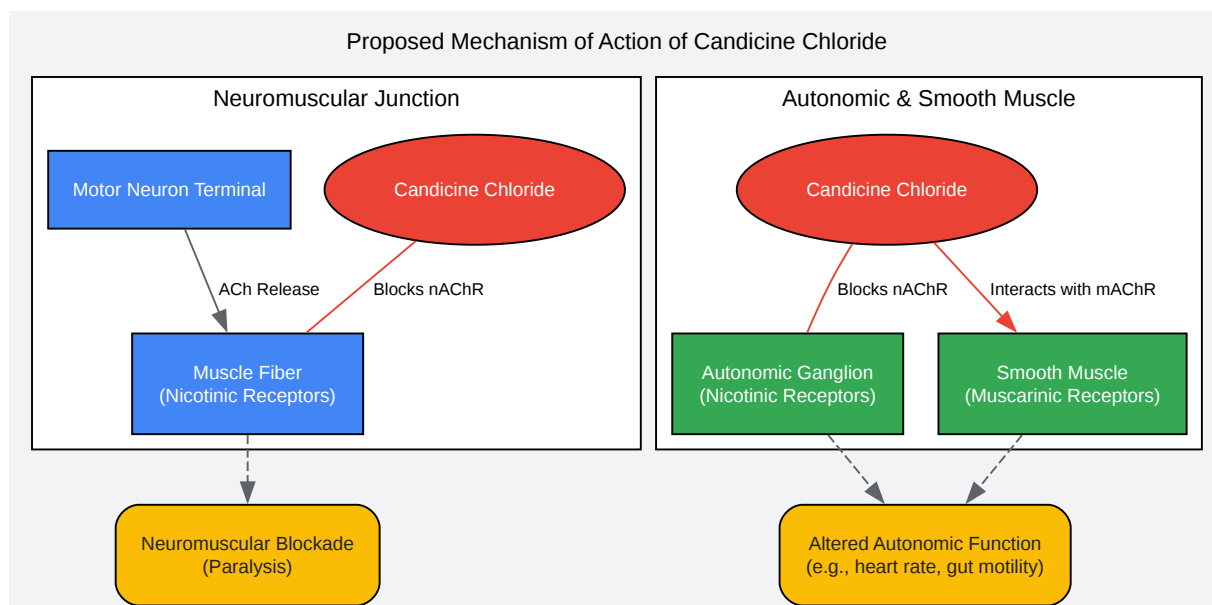 Proposed Mechanism of Action of Candicine Chloride
Neuromuscular Junction
Motor Neuron Terminal
Candicine Chloride
ACh Release
Blocks nAChR
Muscle Fiber
(Nicotinic Receptors)
Neuromuscular Blockade
(Paralysis)
Autonomic & Smooth Muscle
Candicine Chloride
Blocks nAChR
Interacts with mAChR
Autonomic Ganglion
(Nicotinic Receptors)
Smooth Muscle
(Muscarinic Receptors)
Altered Autonomic Function
(e.g., heart rate, gut motility)